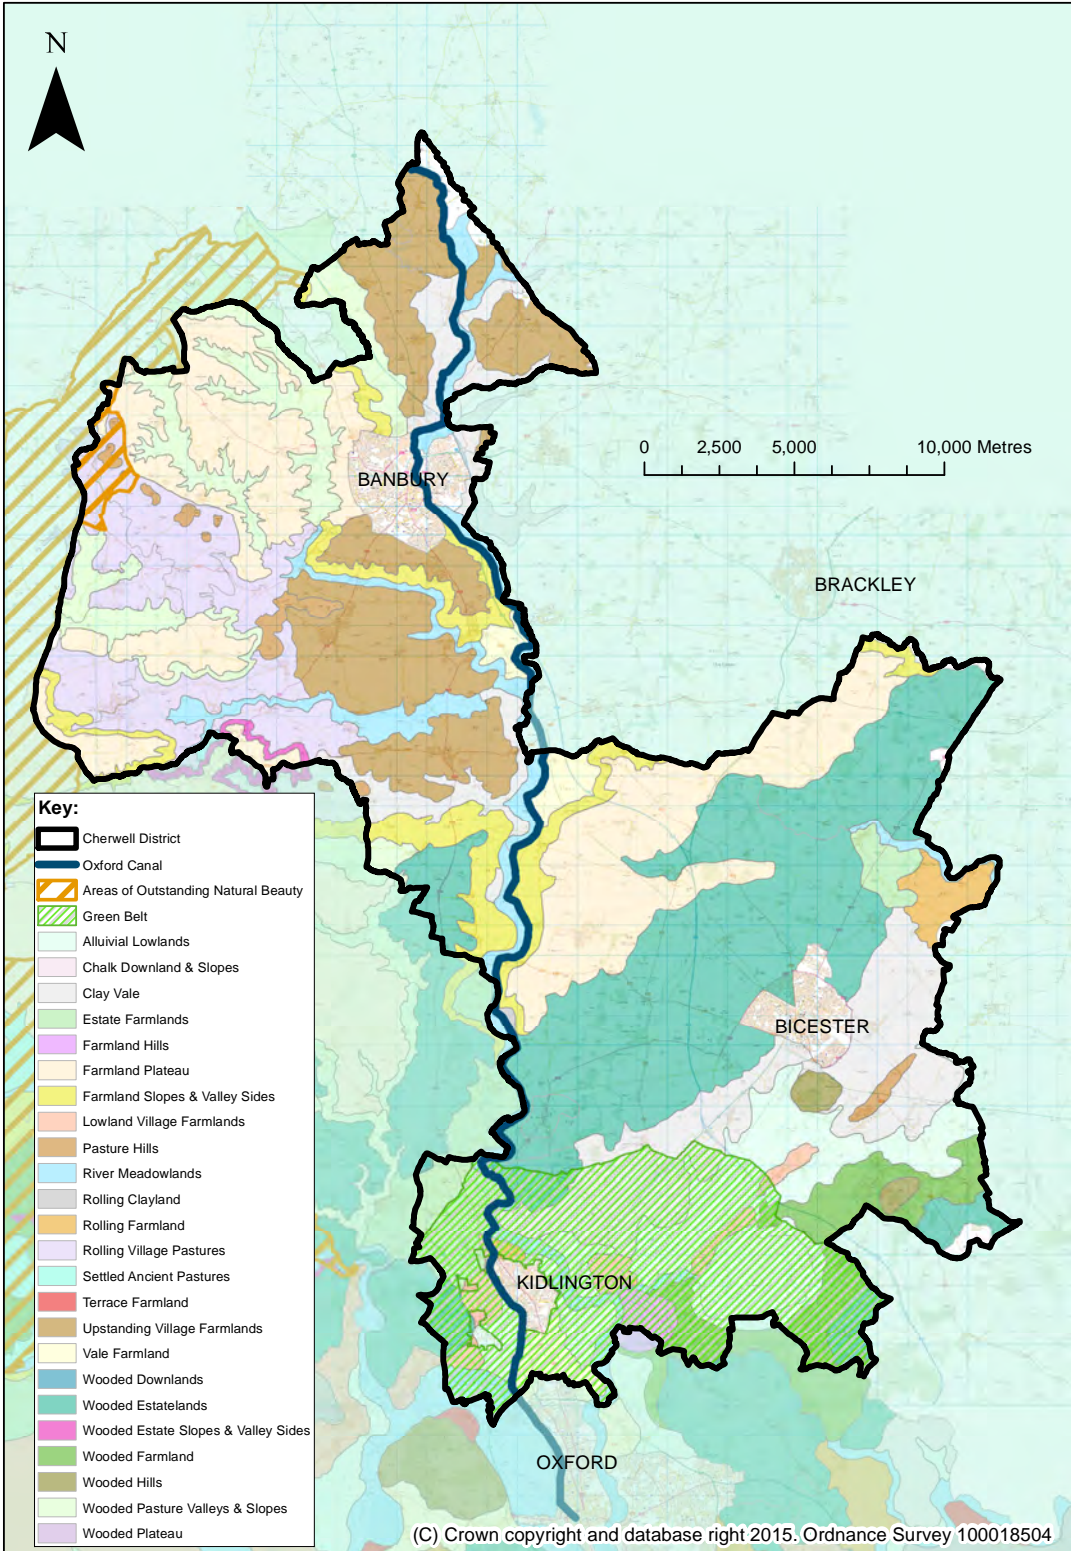 N
0 2,500 5,000 10,000 Metres
BANBURY
BRACKLEY
BICESTER
KIDLINGTON
OXFORD
Key:
Cherwell District
Oxford Canal
Areas of Outstanding Natural Beauty
Green Belt
Alluivial Lowlands
Chalk Downland & Slopes
Clay Vale
Estate Farmlands
Farmland Hills
Farmland Plateau
Farmland Slopes & Valley Sides
Lowland Village Farmlands
Pasture Hills
River Meadowlands
Rolling Clayland
Rolling Farmland
Rolling Village Pastures
Settled Ancient Pastures
Terrace Farmland
Upstanding Village Farmlands
Vale Farmland
Wooded Downlands
Wooded Estatelands
Wooded Estate Slopes & Valley Sides
Wooded Farmland
Wooded Hills
Wooded Pasture Valleys & Slopes
Wooded Plateau
(C) Crown copyright and database right 2015. Ordnance Survey 100018504